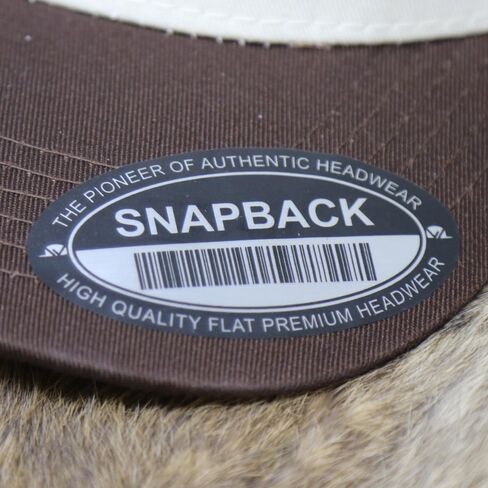 THE PIONEER OF AUTHENTIC HEADWEAR
SNAPBACK
HIGH QUALITY FLAT PREMIUM HEADWEAR